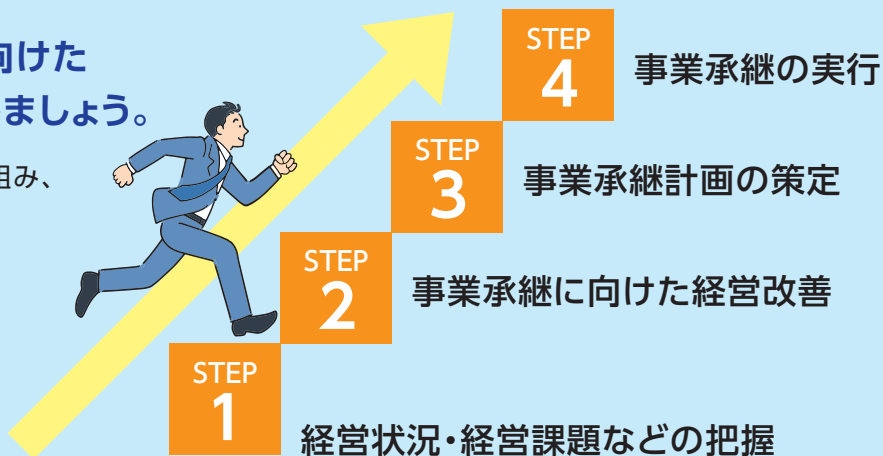 向けた
ましょう。
組み、
STEP
4
事業承継の実行
STEP
3
事業承継計画の策定
STEP
2
事業承継に向けた経営改善
STEP
1
経営状況・経営課題などの把握